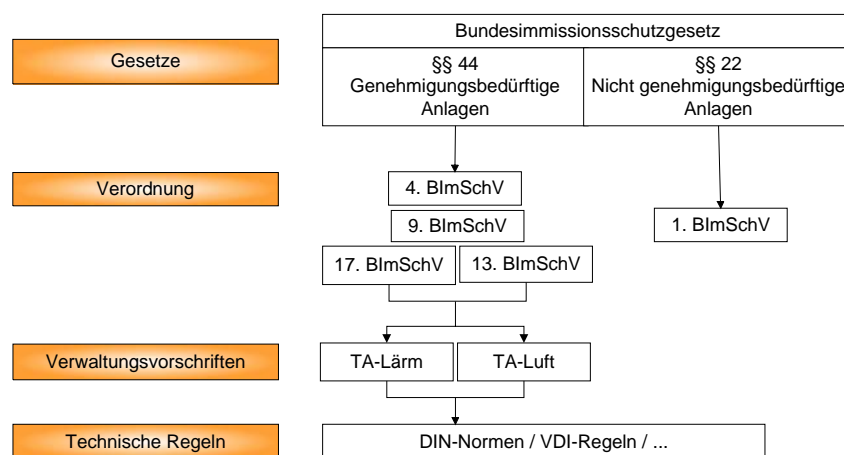 Gesetze
Bundesimmissionsschutzgesetz
§§ 44
Genehmigungsbedürftige
Anlagen
§§ 22
Nicht genehmigungsbedürftige
Anlagen
Verordnung
4. BImSchV
9. BImSchV
17. BImSchV
13. BImSchV
1. BImSchV
Verwaltungsvorschriften
TA-Lärm
TA-Luft
Technische Regeln
DIN-Normen / VDI-Regeln / ...